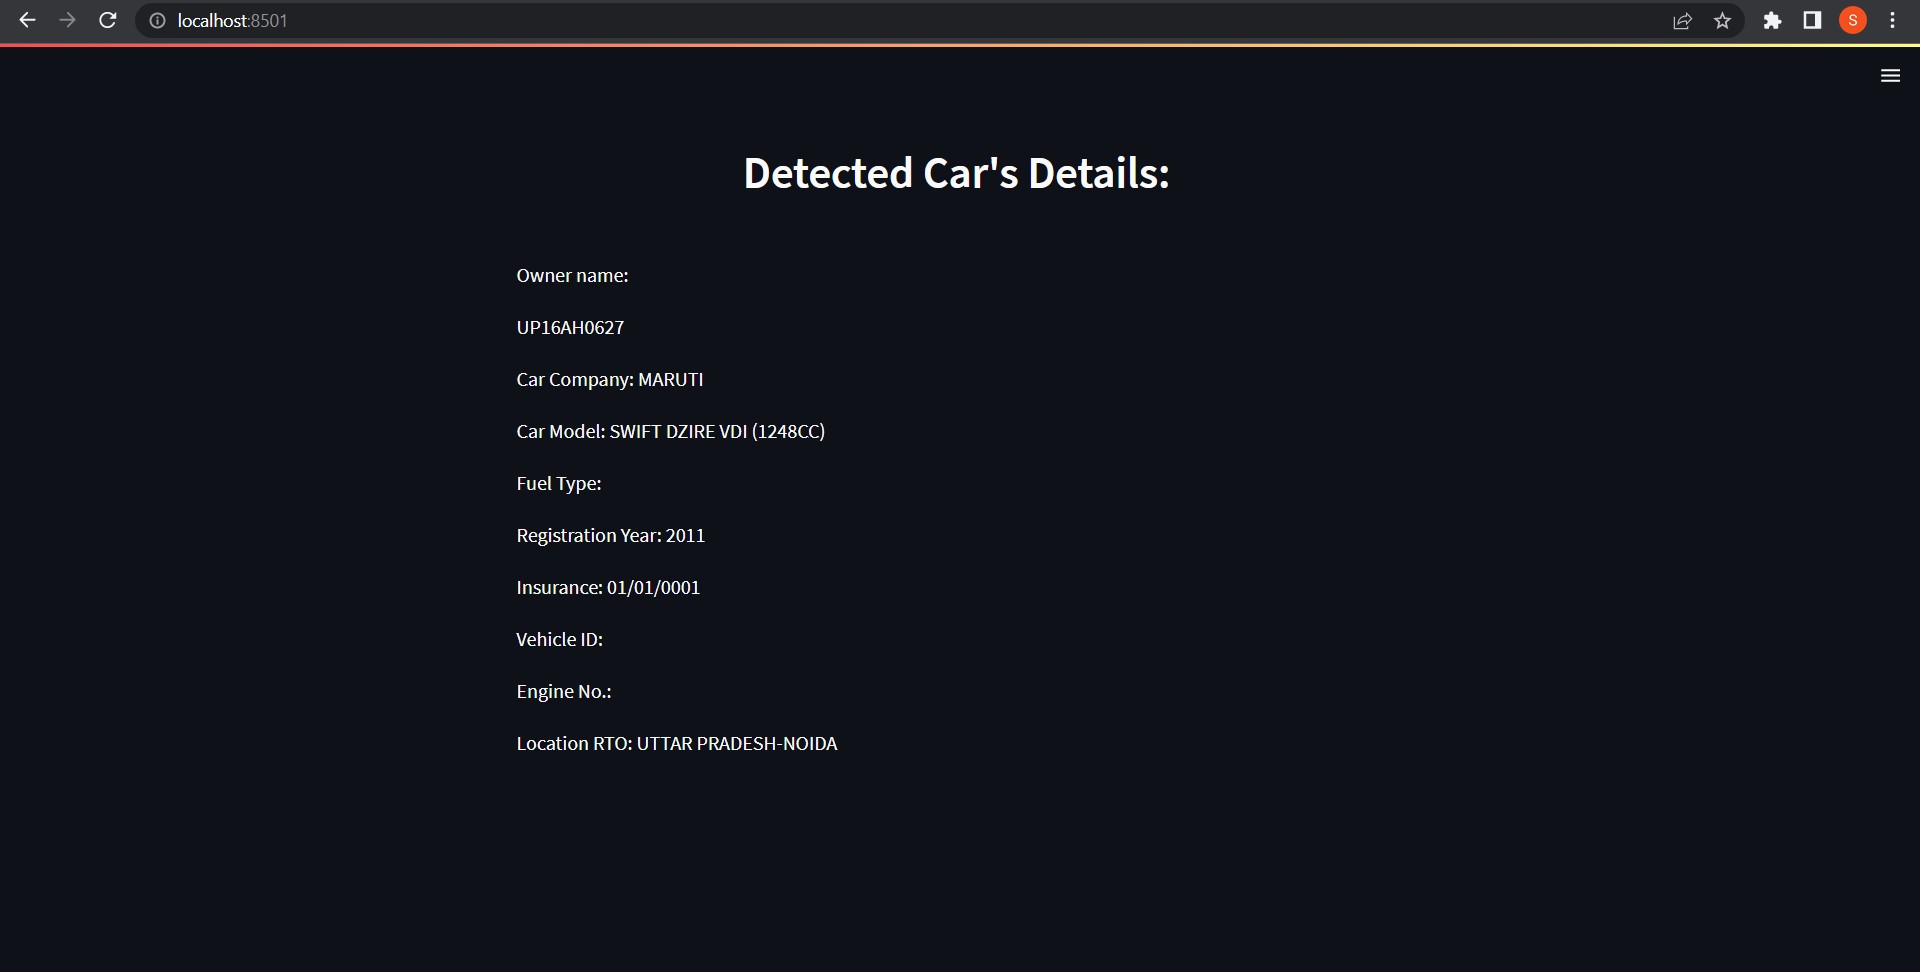 localhost:8501
S
Detected Car's Details:
Owner name:
UP16AH0627
Car Company: MARUTI
Car Model: SWIFT DZIRE VDI (1248CC)
Fuel Type:
Registration Year: 2011
Insurance: 01/01/0001
Vehicle ID:
Engine No.:
Location RTO: UTTAR PRADESH-NOIDA